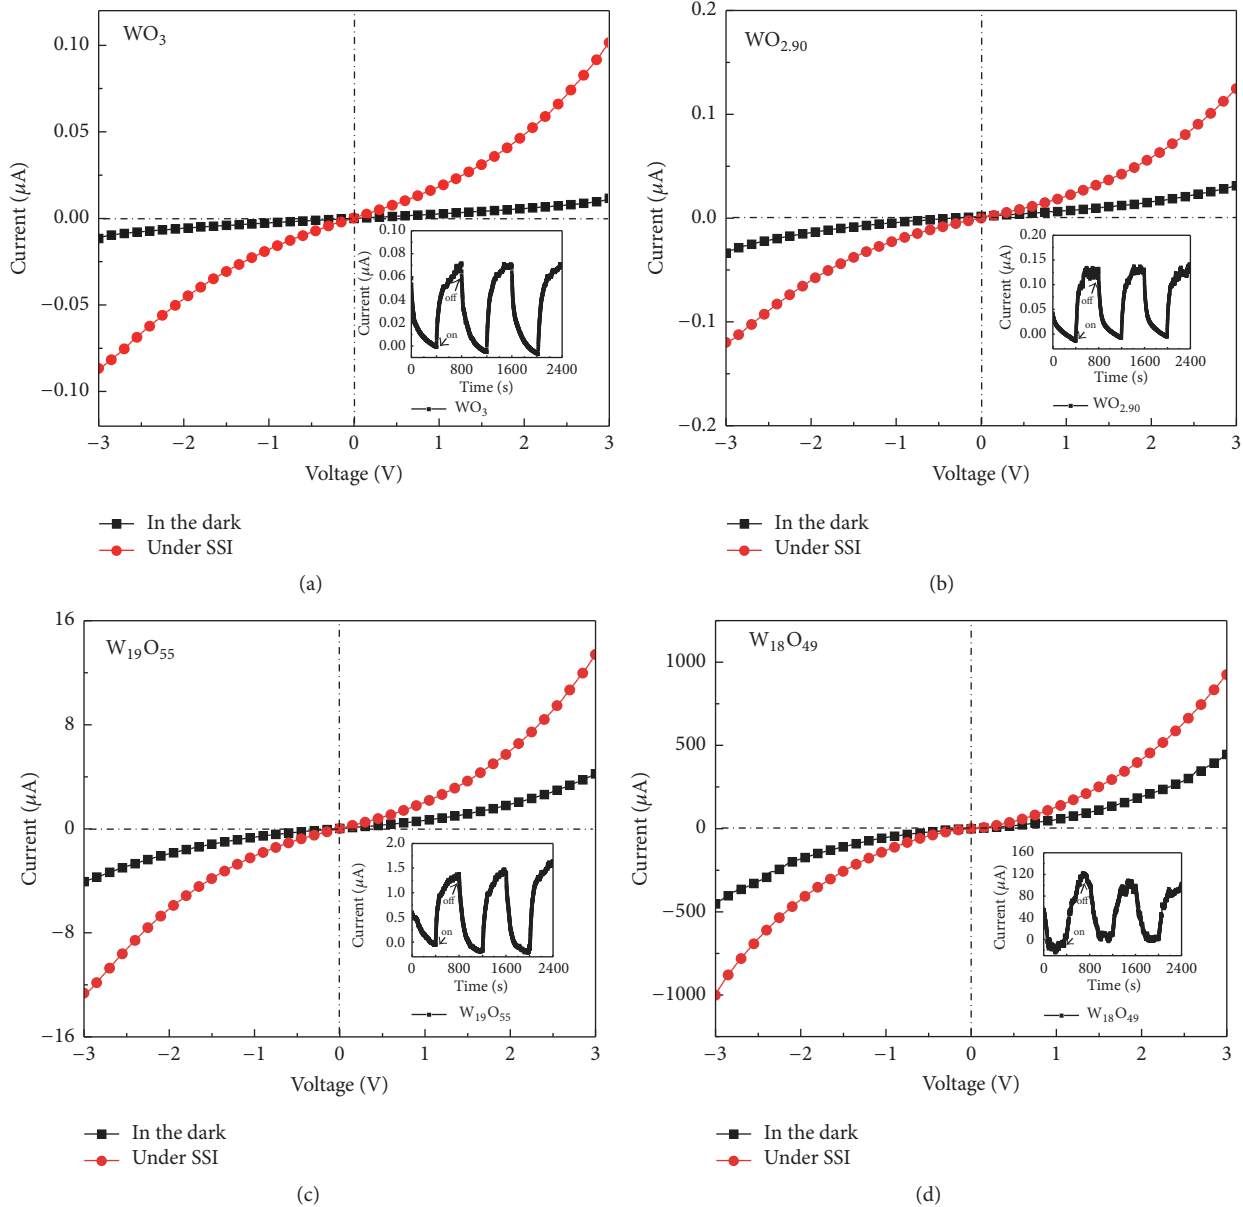 WO3
Current (μA)
0.10
0.05
0.00
−0.05
−0.10
−3 −2 −1 0 1 2 3
Voltage (V)
Current (μA)
0.10
0.08
0.06
0.04
0.02
0.00
off
on
0 800 1600 2400
Time (s)
WO3
In the dark
Under SSI
(a)
WO2.90
Current (μA)
0.2
0.1
0.0
−0.1
−0.2
−3 −2 −1 0 1 2 3
Voltage (V)
Current (μA)
0.20
0.15
0.10
0.05
0.00
off
on
0 800 1600 2400
Time (s)
WO2.90
In the dark
Under SSI
(b)
W19O55
Current (μA)
16
8
0
−8
−16
−3 −2 −1 0 1 2 3
Voltage (V)
Current (μA)
2.0
1.5
1.0
0.5
0.0
off
on
0 800 1600 2400
Time (s)
W19O55
In the dark
Under SSI
(c)
W18O49
Current (μA)
1000
500
0
−500
−1000
−3 −2 −1 0 1 2 3
Voltage (V)
Current (μA)
160
120
80
40
0
off
on
0 800 1600 2400
Time (s)
W18O49
In the dark
Under SSI
(d)